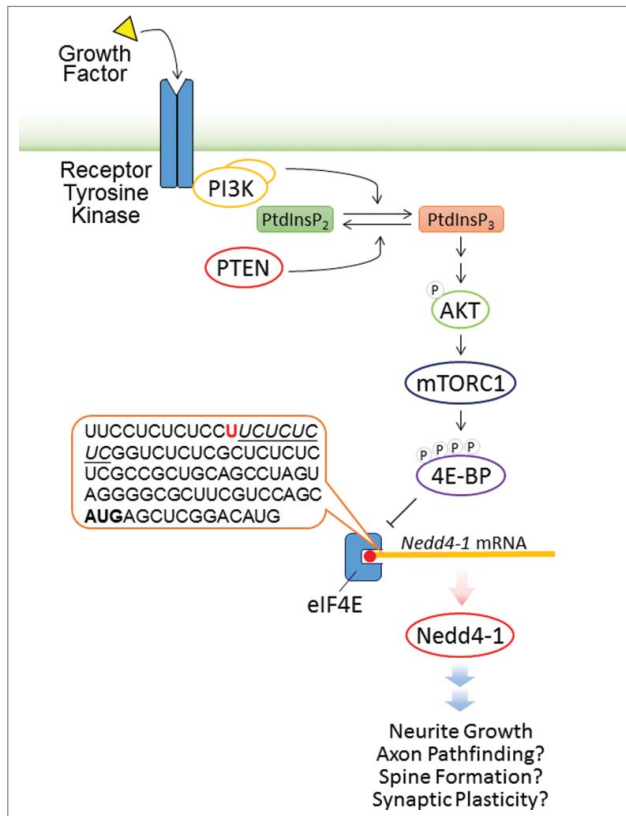 Growth
Factor
Receptor
Tyrosine
Kinase
PI3K
PtdInsP₂
PtdInsP₃
PTEN
P
AKT
mTORC1
P P P P
4E-BP
UUCCUCUCUCCUUCUCUC
UCGGUCUCUCGCUCUCUC
UCGCCGCUGCAGCCUAGU
AGGGGCGCUUCGUCCAGC
AUGAGCUCGGACAUG
Nedd4-1 mRNA
eIF4E
Nedd4-1
Neurite Growth
Axon Pathfinding?
Spine Formation?
Synaptic Plasticity?